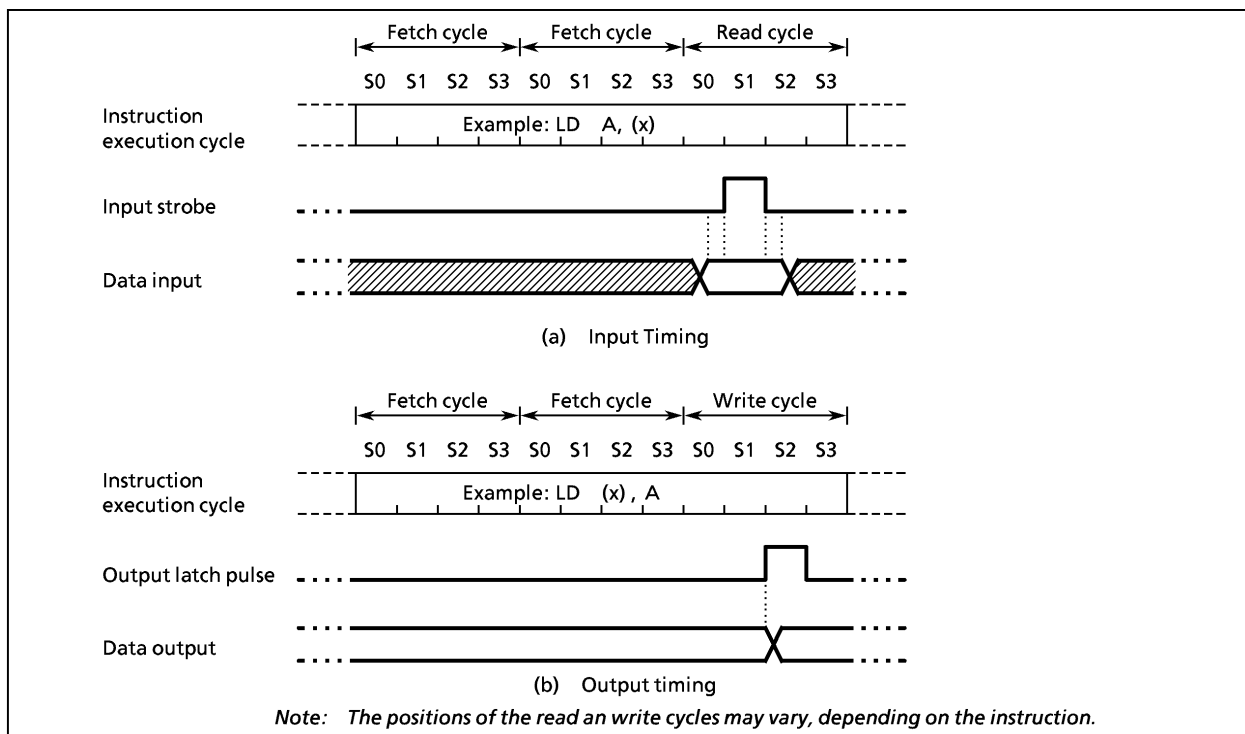 Fetch cycle Fetch cycle Read cycle
S0 S1 S2 S3 S0 S1 S2 S3 S0 S1 S2 S3
Instruction
execution cycle
Example: LD A, (x)
Input strobe
Data input
(a) Input Timing
Fetch cycle Fetch cycle Write cycle
S0 S1 S2 S3 S0 S1 S2 S3 S0 S1 S2 S3
Instruction
execution cycle
Example: LD (x) , A
Output latch pulse
Data output
(b) Output timing
Note: The positions of the read an write cycles may vary, depending on the instruction.